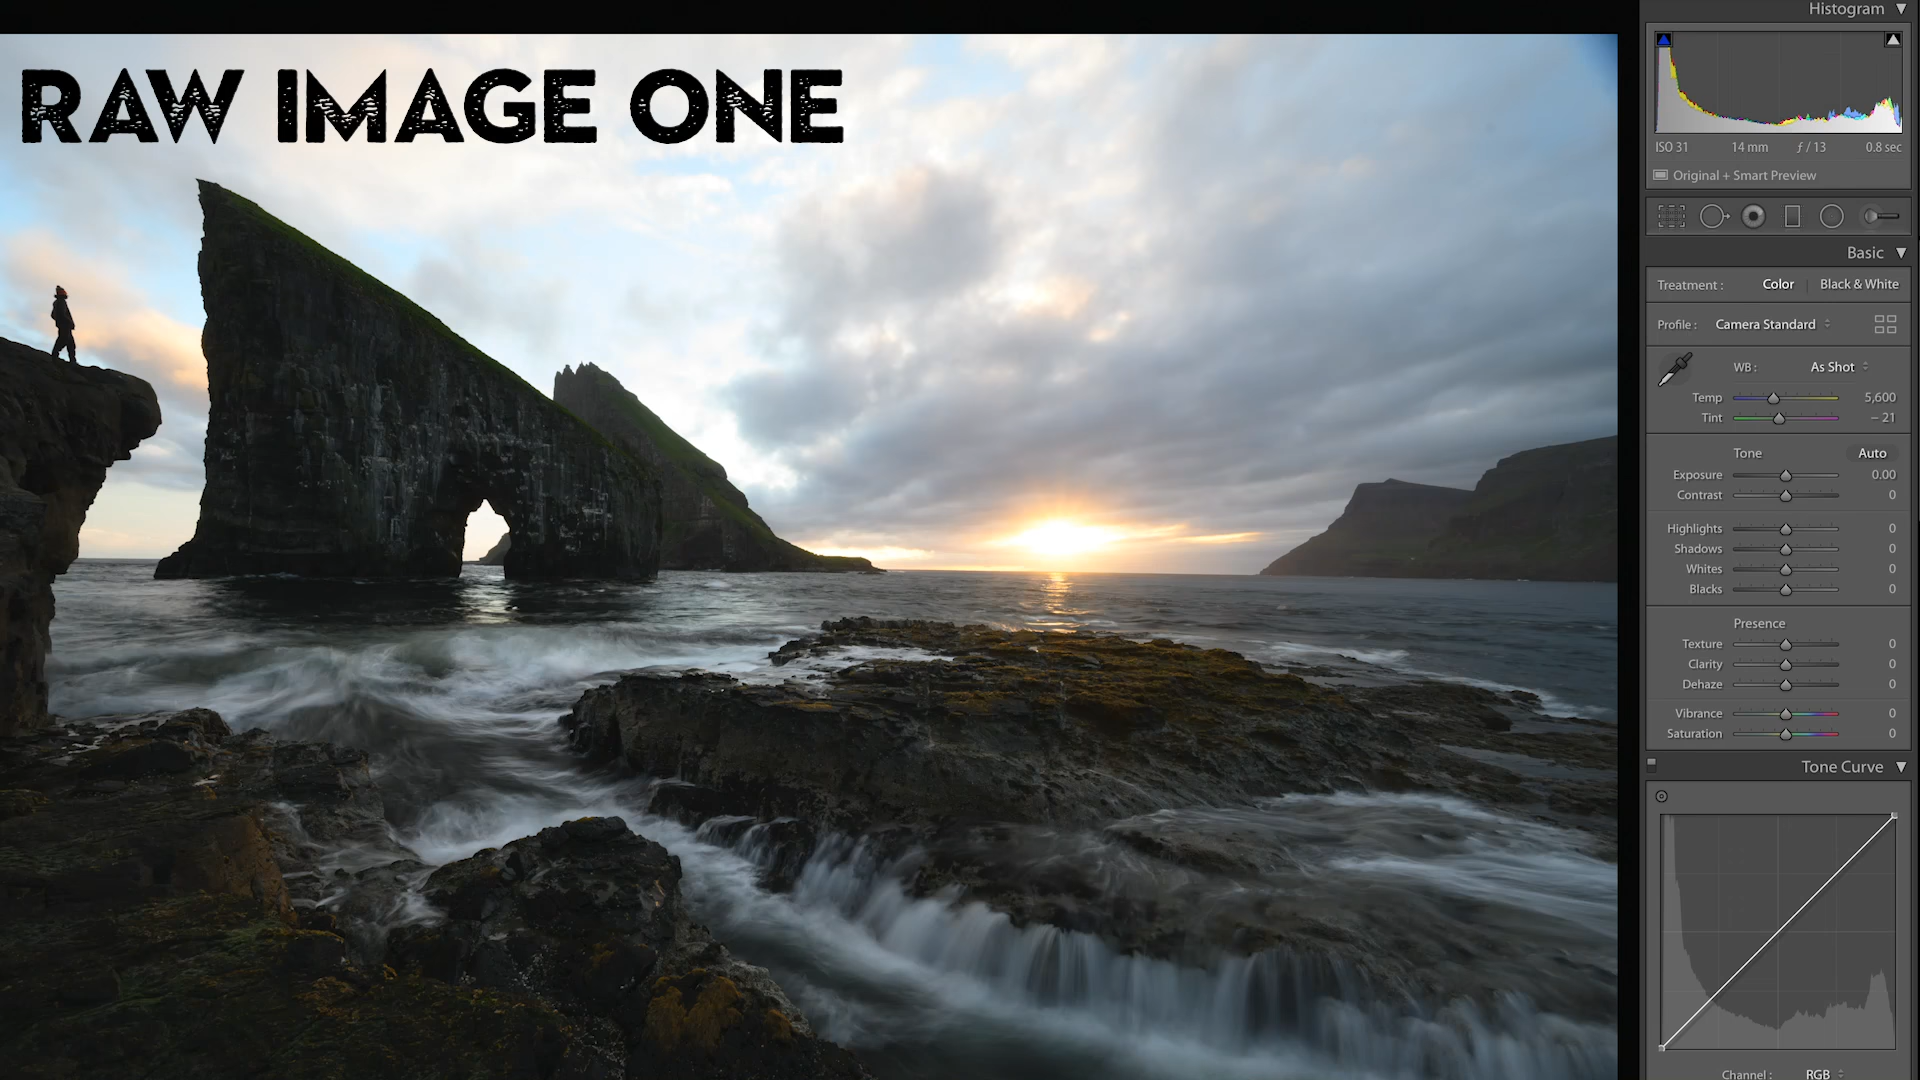 RAW IMAGE ONE
Histogram
ISO 31 14 mm ƒ / 13 0.8 sec
Original + Smart Preview
Basic
Treatment : Color Black & White
Profile : Camera Standard
WB : As Shot
Temp 5,600
Tint – 21
Tone Auto
Exposure 0.00
Contrast 0
Highlights 0
Shadows 0
Whites 0
Blacks 0
Presence
Texture 0
Clarity 0
Dehaze 0
Vibrance 0
Saturation 0
Tone Curve
Channel : RGB